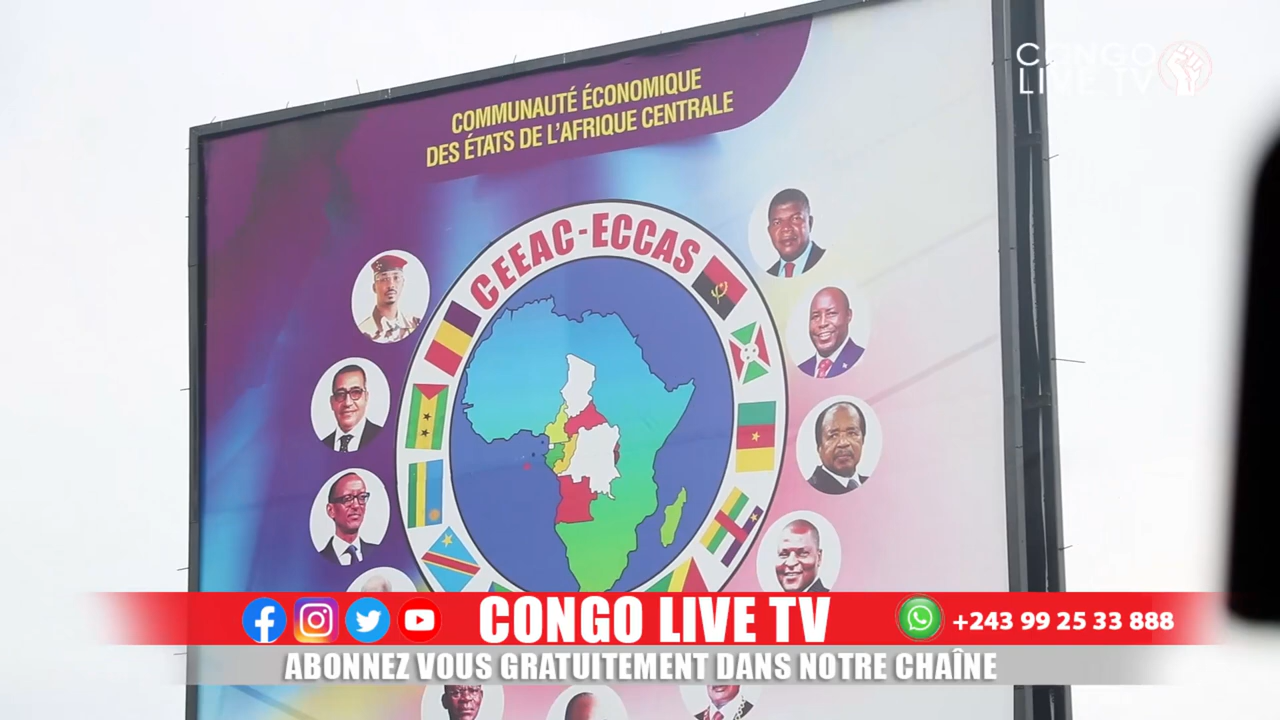 CONGO
LIVE TV
COMMUNAUTÉ ÉCONOMIQUE
DES ÉTATS DE L'AFRIQUE CENTRALE
CEEAC-ECCAS
CONGO LIVE TV
+243 99 25 33 888
ABONNEZ VOUS GRATUITEMENT DANS NOTRE CHAÎNE